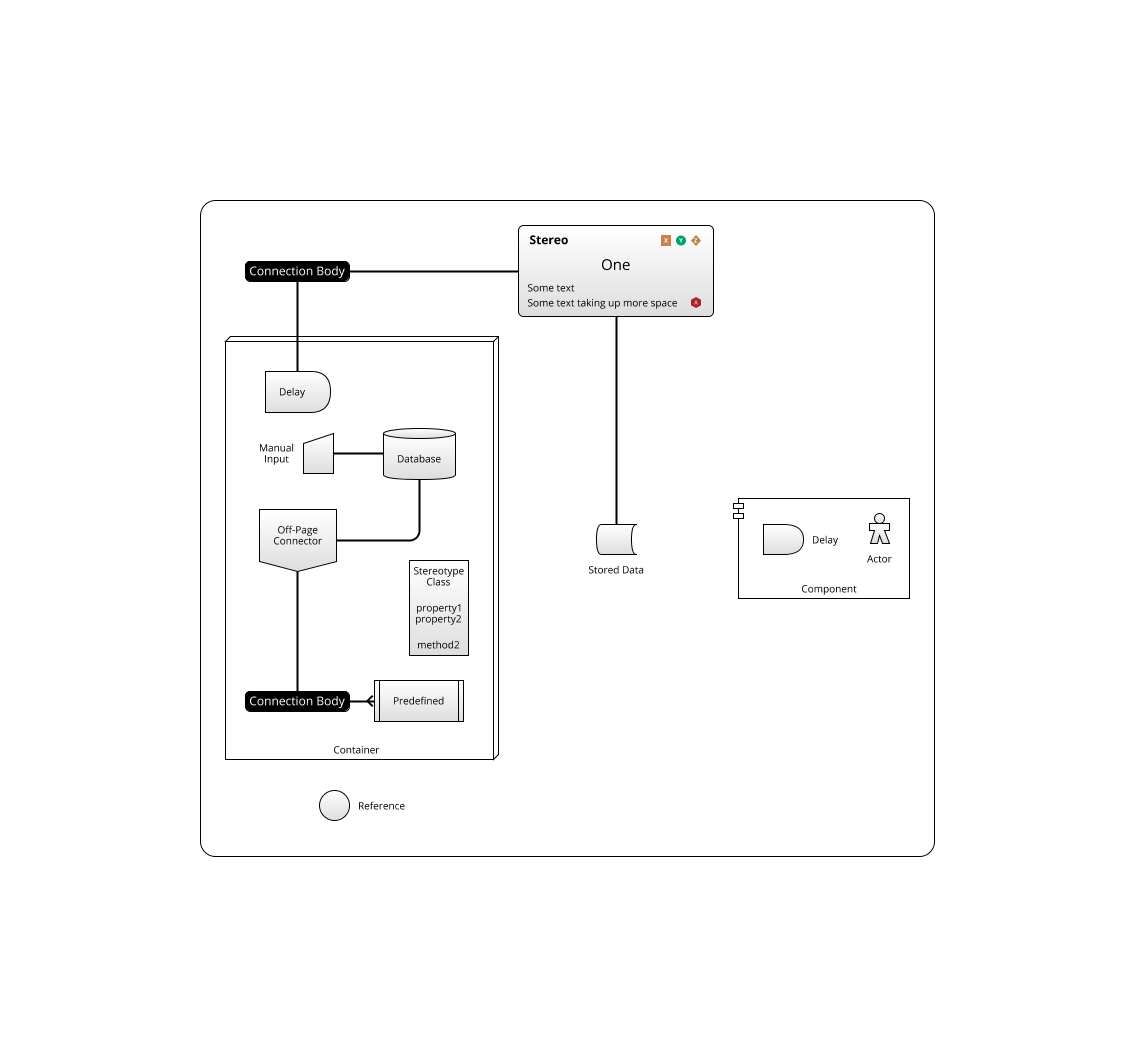 Stereo
X
Y
Z
One
Some text
Some text taking up more space
A
Connection Body
Delay
Manual
Input
Database
Off-Page
Connector
Stereotype
Class
property1
property2
method2
Connection Body
Predefined
Container
Reference
Stored Data
Delay
Actor
Component